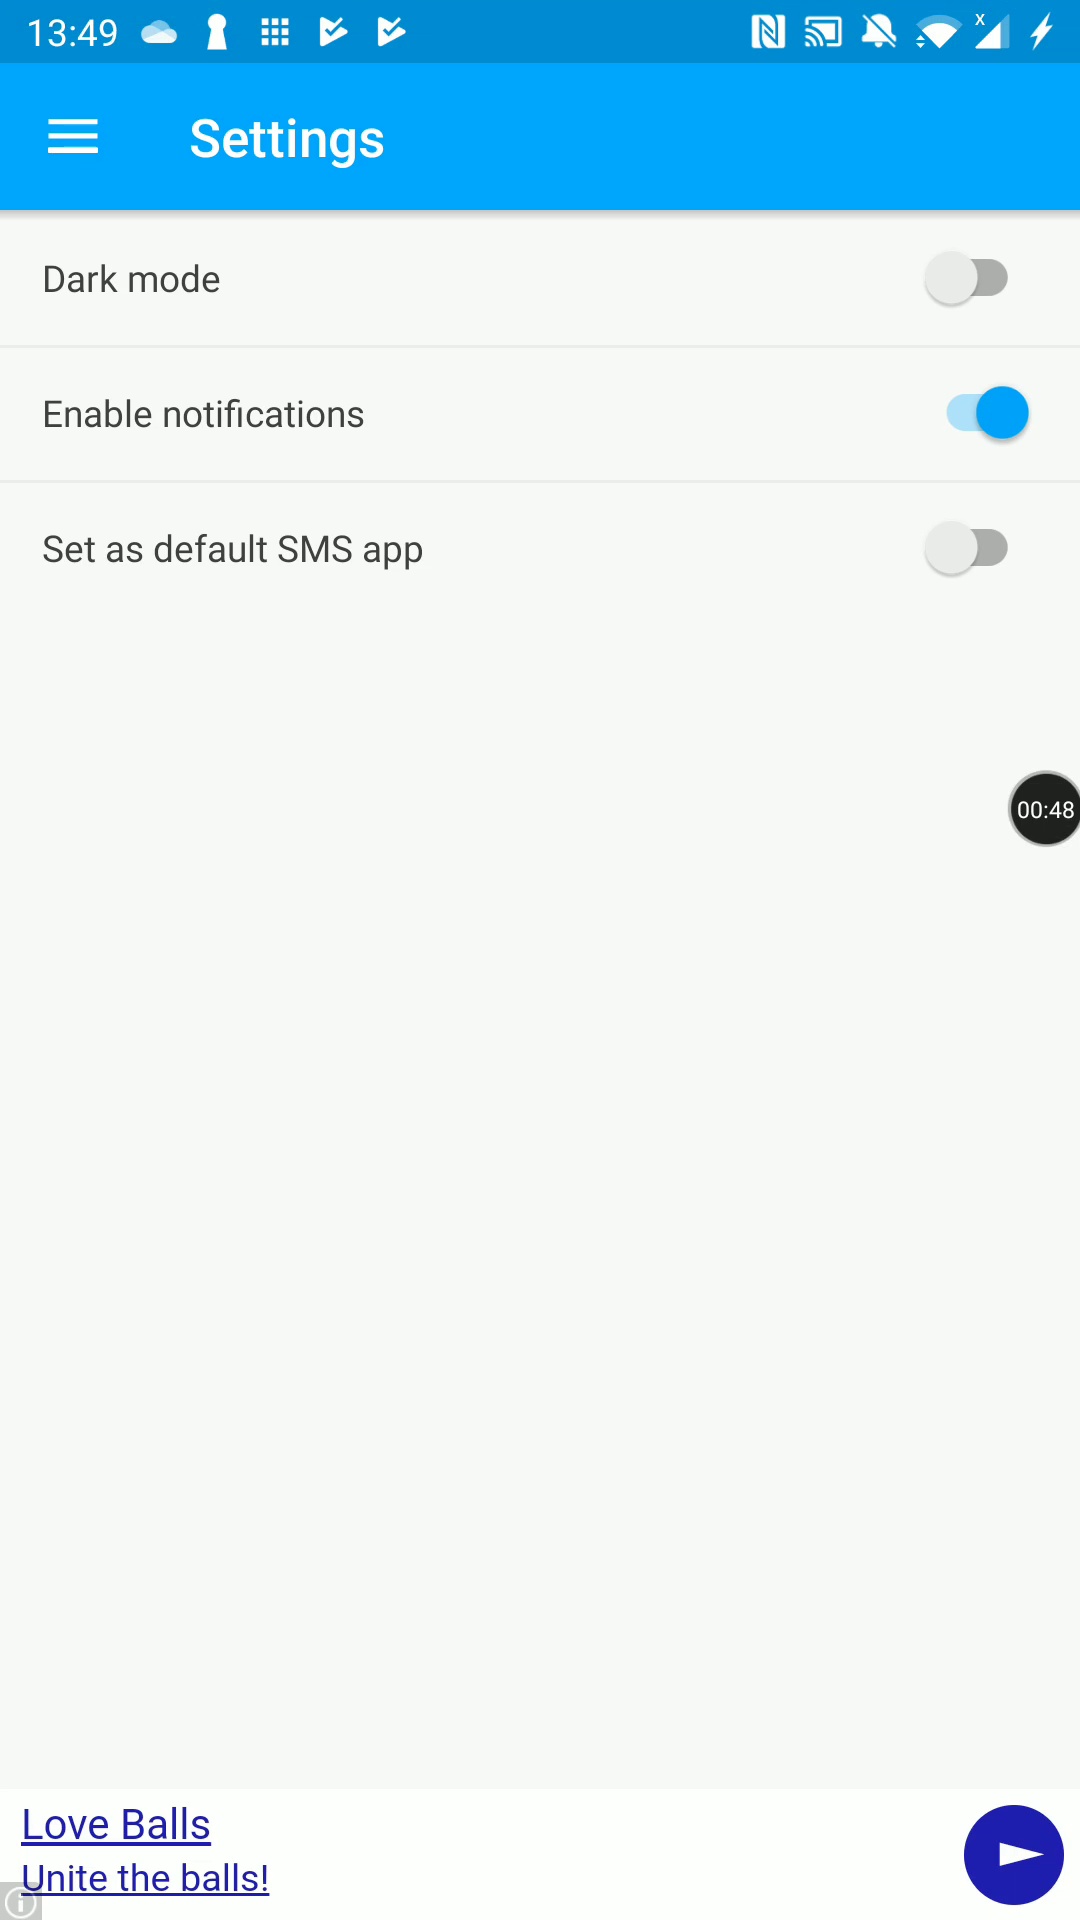 13:49
Settings
Dark mode
Enable notifications
Set as default SMS app
00:48
Love Balls
Unite the balls!